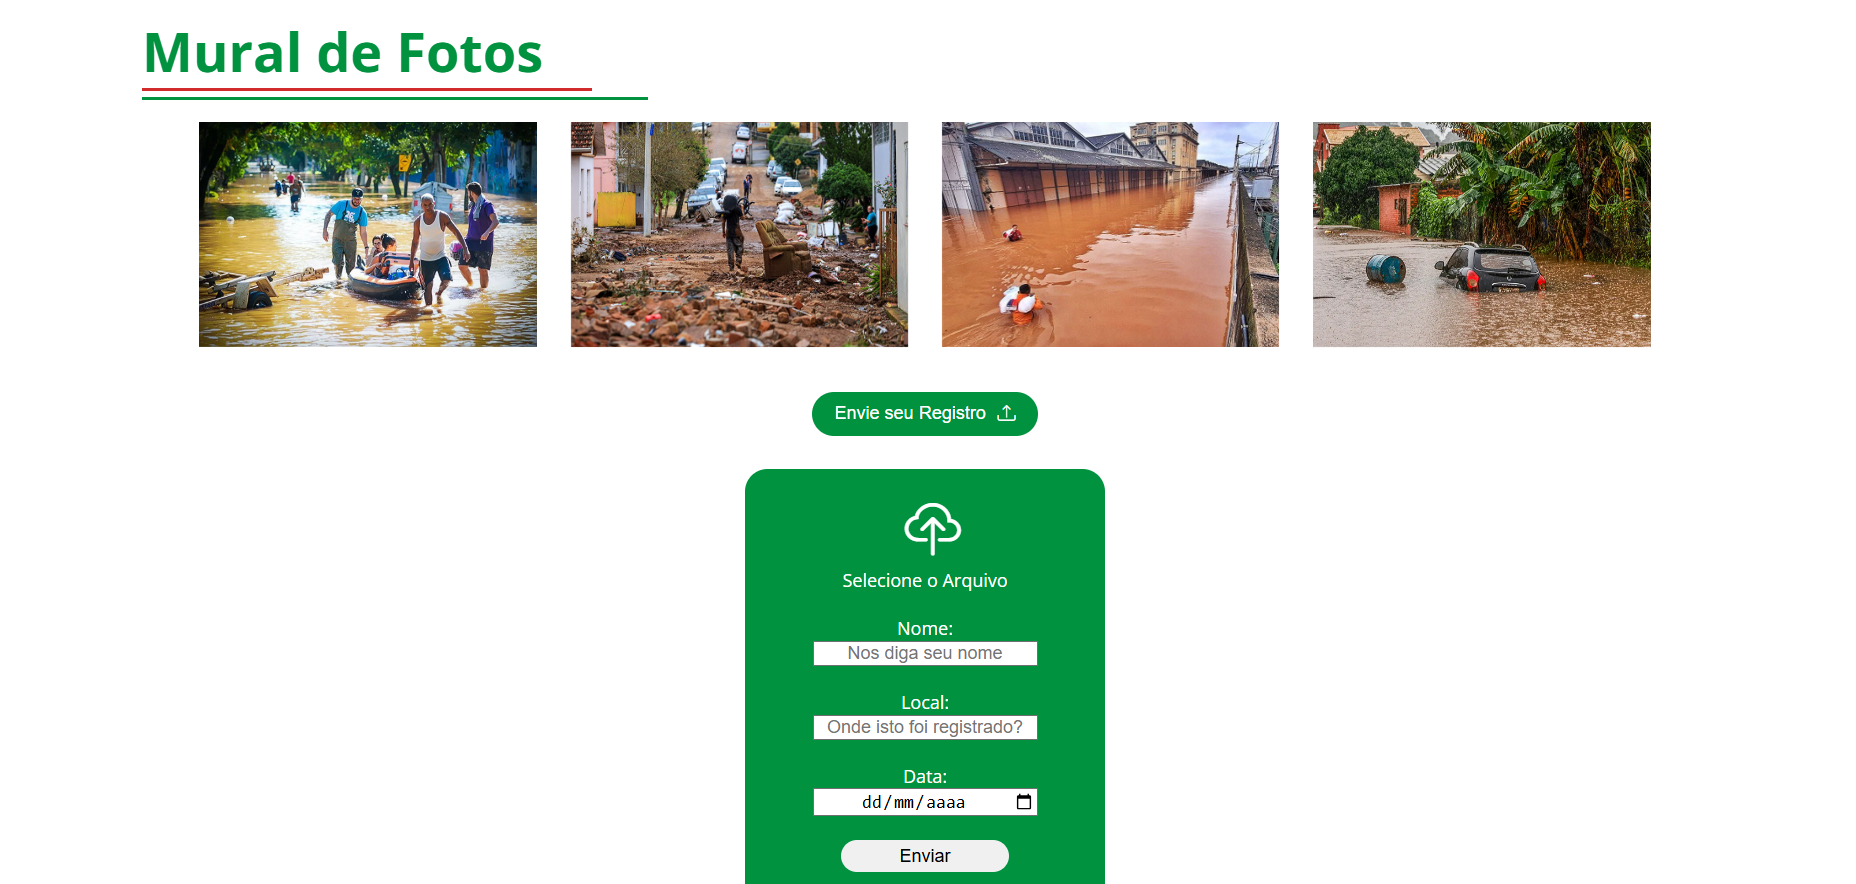 Mural de Fotos
Envie seu Registro
Selecione o Arquivo
Nome:
Nos diga seu nome
Local:
Onde isto foi registrado?
Data:
dd/mm/aaaa
Enviar